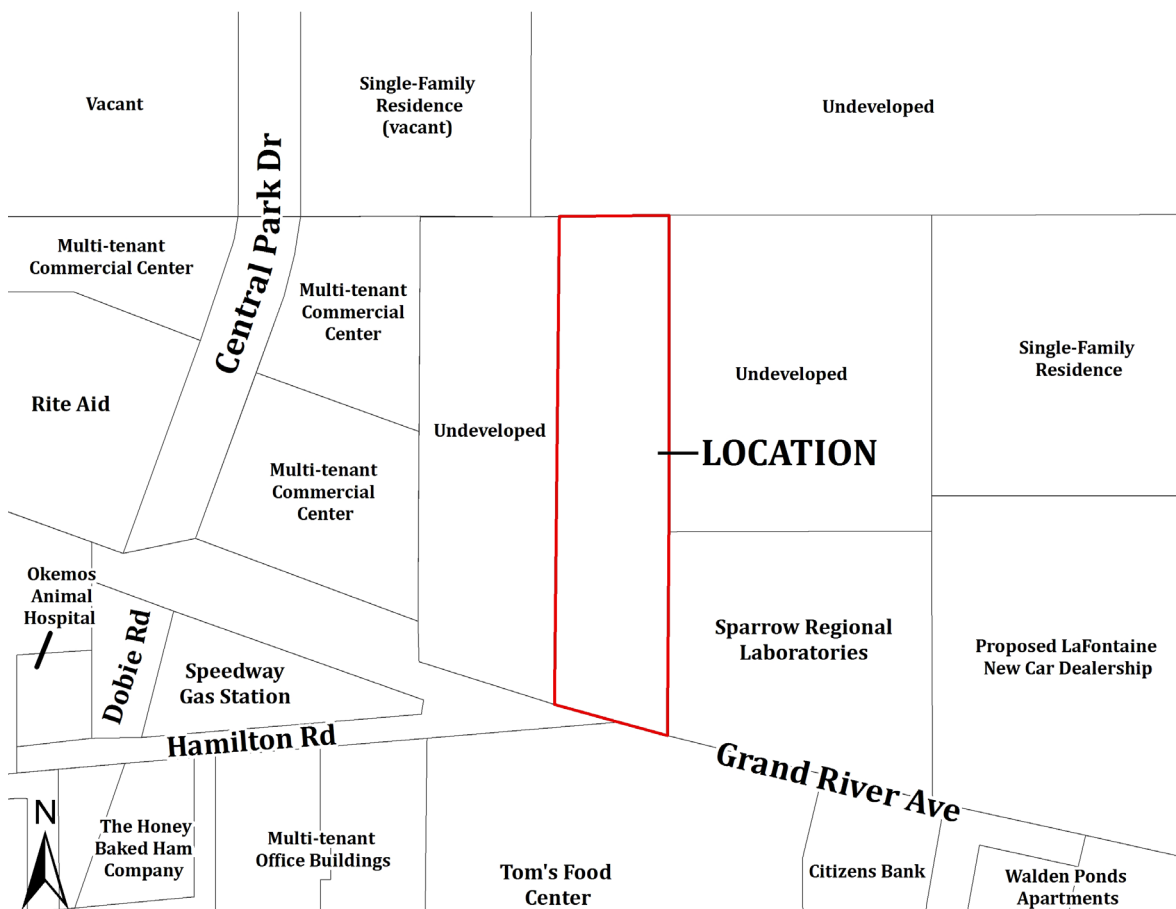 Vacant
Single-Family
Residence
(vacant)
Undeveloped
Central Park Dr
Multi-tenant
Commercial Center
Multi-tenant
Commercial
Center
Rite Aid
Undeveloped
Undeveloped
Single-Family
Residence
LOCATION
Multi-tenant
Commercial
Center
Okemos
Animal
Hospital
Dobie Rd
Speedway
Gas Station
Sparrow Regional
Laboratories
Proposed LaFontaine
New Car Dealership
Hamilton Rd
Grand River Ave
N
The Honey
Baked Ham
Company
Multi-tenant
Office Buildings
Tom's Food
Center
Citizens Bank
Walden Ponds
Apartments